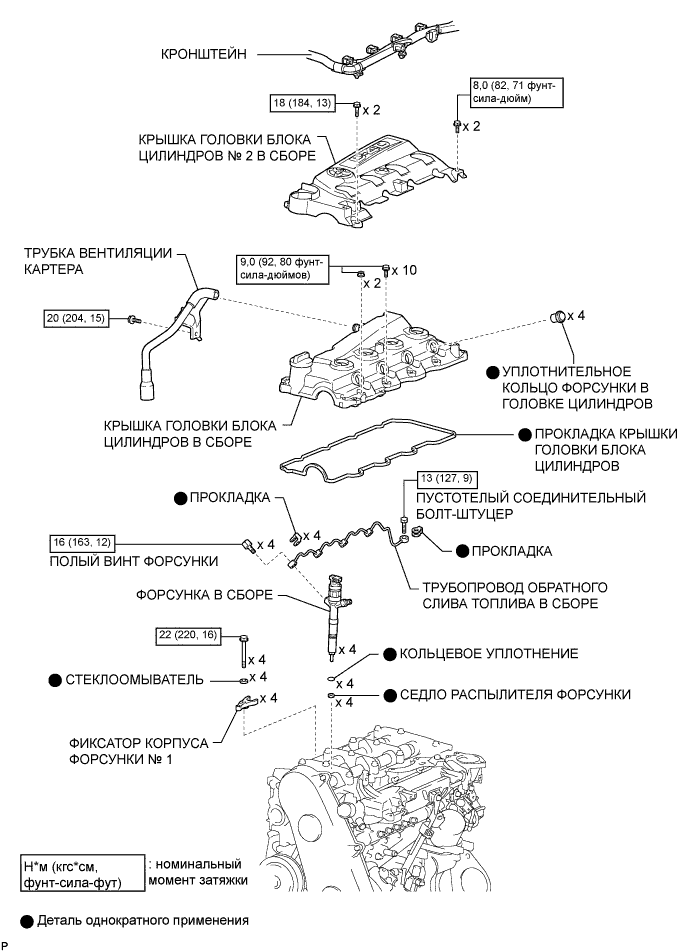 КРОНШТЕЙН
8,0 (82, 71 фунт-
сила-дюйм)
18 (184, 13)
x 2
x 2
КРЫШКА ГОЛОВКИ БЛОКА
ЦИЛИНДРОВ № 2 В СБОРЕ
ТРУБКА ВЕНТИЛЯЦИИ
КАРТЕРА
9,0 (92, 80 фунт-
сила-дюймов)
x 10
x 2
20 (204, 15)
x 4
УПЛОТНИТЕЛЬНОЕ
КОЛЬЦО ФОРСУНКИ В
ГОЛОВКЕ ЦИЛИНДРОВ
КРЫШКА ГОЛОВКИ БЛОКА
ЦИЛИНДРОВ В СБОРЕ
ПРОКЛАДКА КРЫШКИ
ГОЛОВКИ БЛОКА
ЦИЛИНДРОВ
13 (127, 9)
ПУСТОТЕЛЫЙ СОЕДИНИТЕЛЬНЫЙ
БОЛТ-ШТУЦЕР
ПРОКЛАДКА
x 4
16 (163, 12)
x 4
ПОЛЫЙ ВИНТ ФОРСУНКИ
ПРОКЛАДКА
ТРУБОПРОВОД ОБРАТНОГО
СЛИВА ТОПЛИВА В СБОРЕ
ФОРСУНКА В СБОРЕ
22 (220, 16)
x 4
x 4
КОЛЬЦЕВОЕ УПЛОТНЕНИЕ
x 4
СТЕКЛООМЫВАТЕЛЬ
x 4
СЕДЛО РАСПЫЛИТЕЛЯ ФОРСУНКИ
x 4
x 4
ФИКСАТОР КОРПУСА
ФОРСУНКИ № 1
Н*м (кгс*см,
фунт-сила-фут)
: номинальный
момент затяжки
Деталь однократного применения
P